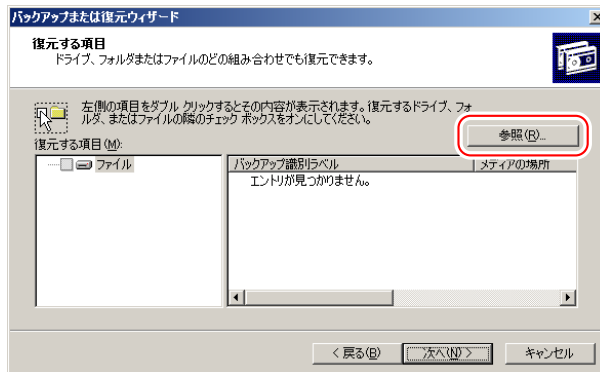 バックアップまたは復元ウィザード
復元する項目
ドライブ、フォルダまたはファイルのどの組み合わせでも復元できます。
左側の項目をダブル クリックするとその内容が表示されます。復元するドライブ、フォ
ルダ、またはファイルの隣のチェック ボックスをオンにしてください。
参照(R)...
復元する項目(M):
ファイル
バックアップ識別ラベル
メディアの場所
エントリが見つかりません。
< 戻る(B)
次へ(N) >
キャンセル